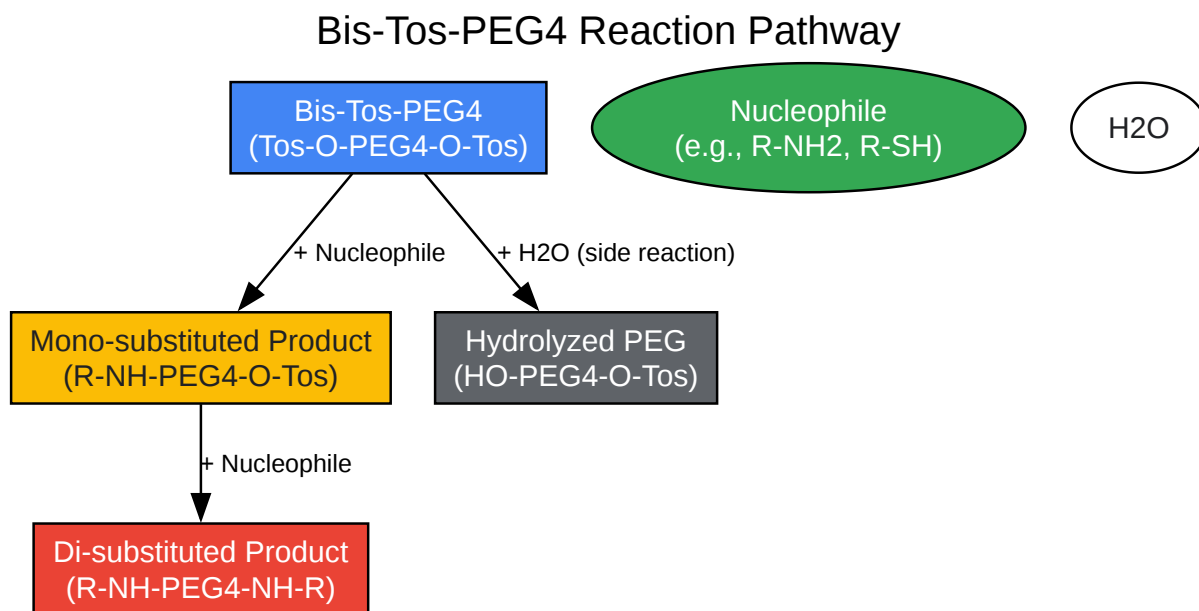 Bis-Tos-PEG4 Reaction Pathway
Bis-Tos-PEG4
(Tos-O-PEG4-O-Tos)
Nucleophile
(e.g., R-NH2, R-SH)
H2O
+ Nucleophile
+ H2O (side reaction)
Mono-substituted Product
(R-NH-PEG4-O-Tos)
Hydrolyzed PEG
(HO-PEG4-O-Tos)
+ Nucleophile
Di-substituted Product
(R-NH-PEG4-NH-R)